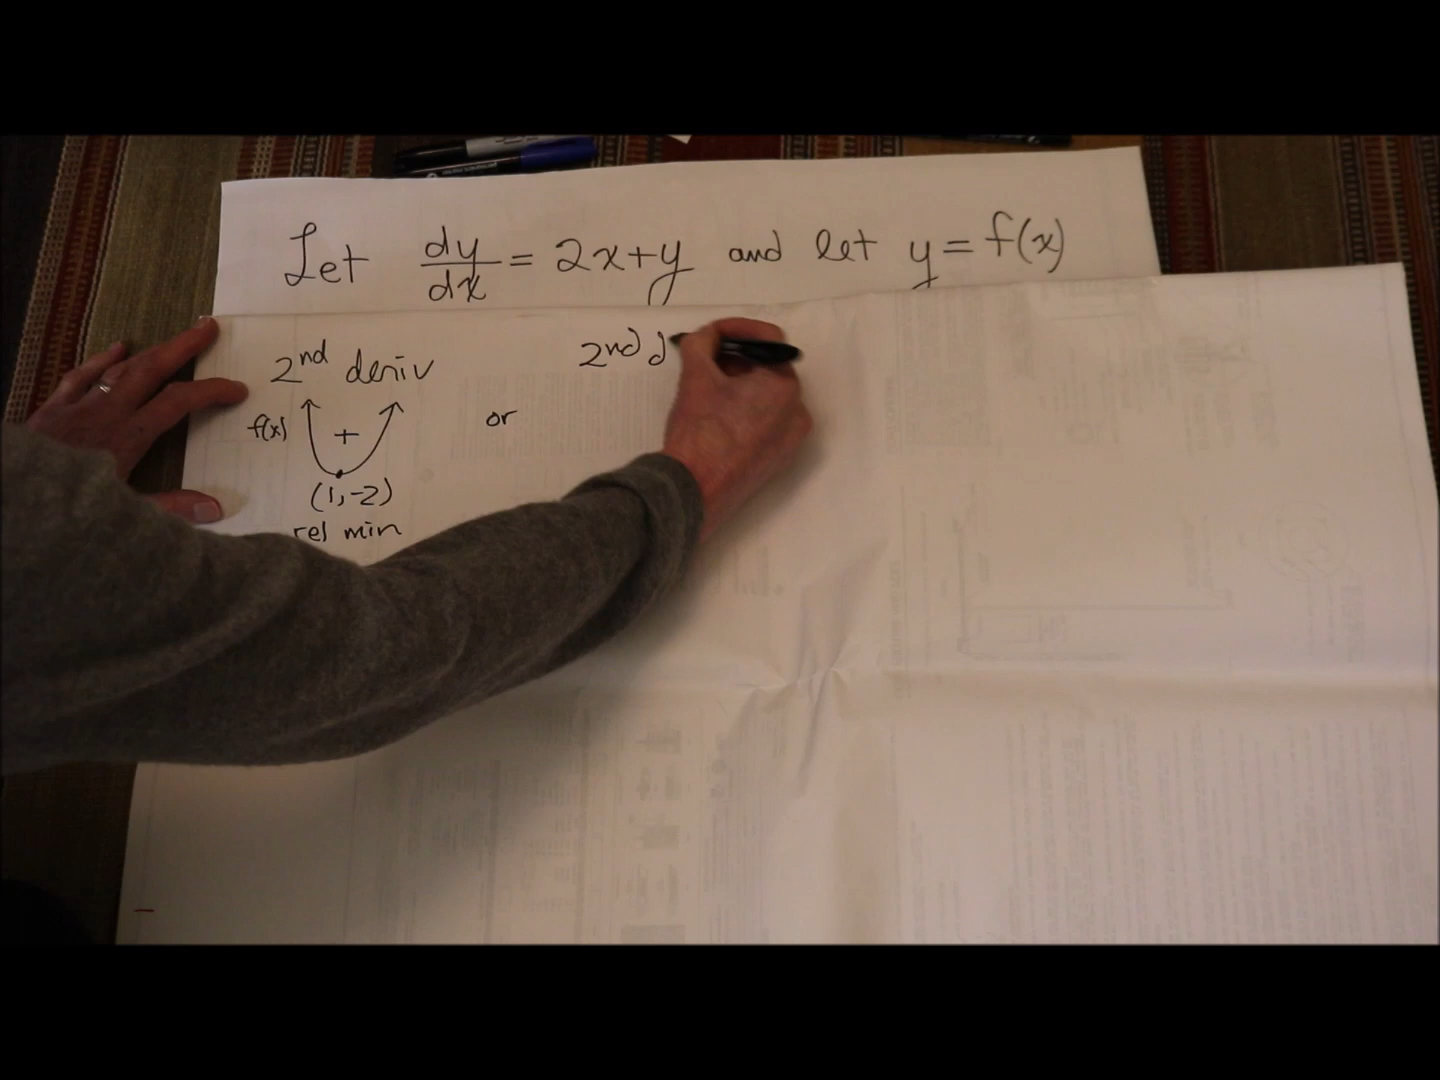 Let dy/dx = 2x+y and let y = f(x)
2nd deriv
2nd d
f(x) +
or
(1,-2)
rel min